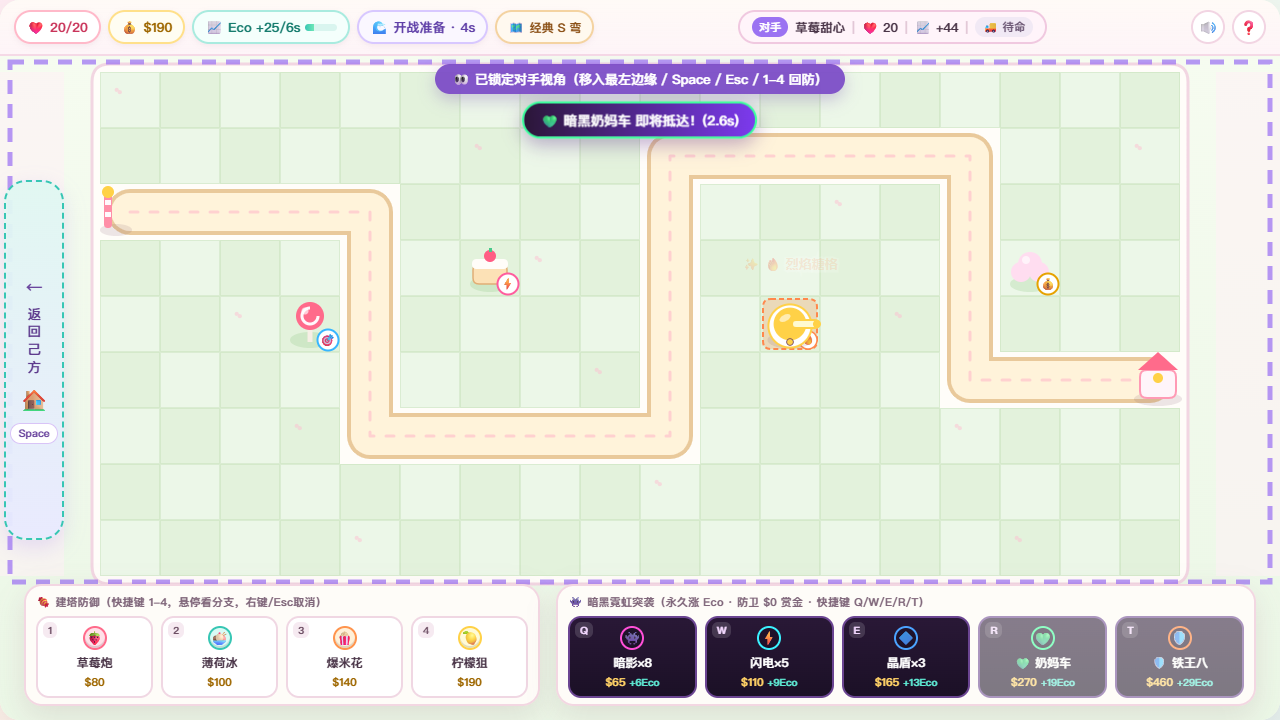 20/20
$190
Eco +25/6s
开战准备 · 4s
经典 S 弯
对手 草莓甜心 | 20 | +44 | 待命
已锁定对手视角（移入最左边缘 / Space / Esc / 1–4 回防）
暗黑奶妈车 即将抵达！(2.6s)
←
返回己方
Space
建塔防御（快捷键 1–4，悬停看分支，右键/Esc取消）
1
草莓炮
$80
2
薄荷冰
$100
3
爆米花
$140
4
柠檬狙
$190
暗黑霓虹突袭（永久涨 Eco · 防卫 $0 赏金 · 快捷键 Q/W/E/R/T）
Q
暗影x8
$65 +6Eco
W
闪电x5
$110 +9Eco
E
晶盾x3
$165 +13Eco
R
奶妈车
$270 +19Eco
T
铁王八
$460 +29Eco